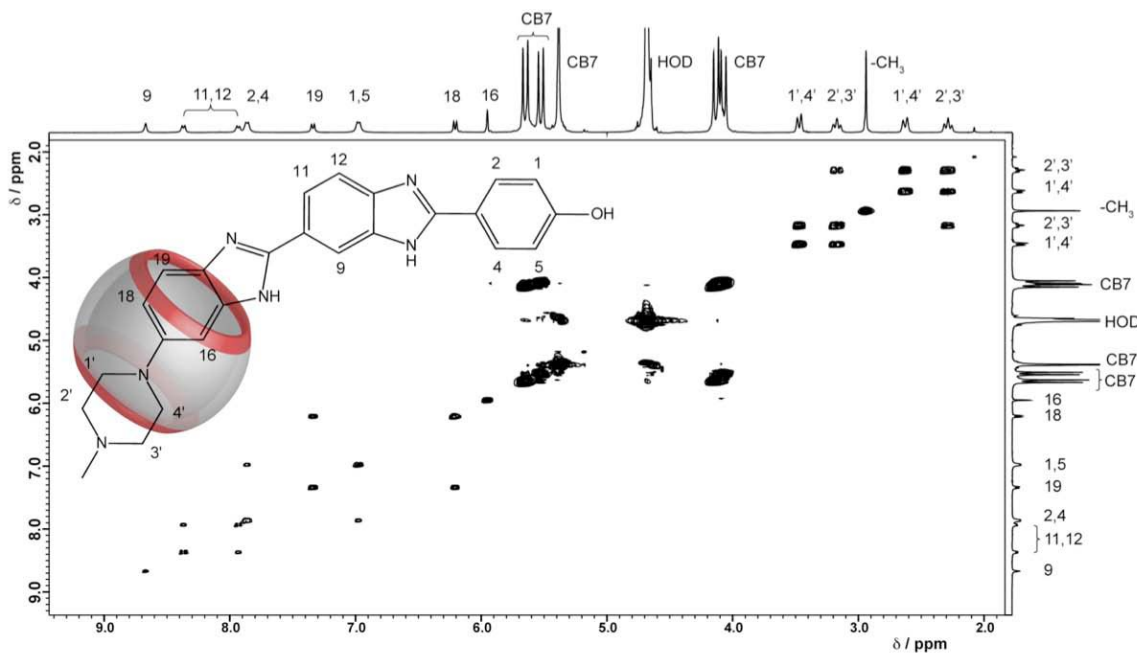 CB7
CB7
HOD
CB7
-CH3
9
11,12
2,4
19
1,5
18
16
1',4'
2',3'
1',4'
2',3'
δ / ppm
2.0
3.0
4.0
5.0
6.0
7.0
8.0
9.0
12
11
N
2
1
OH
N
9
N
H
4
5
19
NH
18
16
1'
N
2'
4'
N
3'
2',3'
1',4'
-CH3
2',3'
1',4'
CB7
HOD
CB7
CB7
16
18
1,5
19
2,4
11,12
9
9.0 8.0 7.0 6.0 5.0 4.0 3.0 2.0
δ / ppm